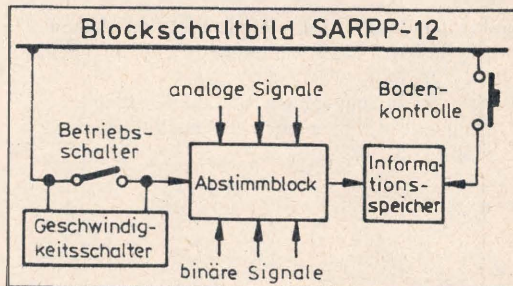 Blockschaltbild SARPP-12
analoge Signale
Boden-
kontrolle
Betriebs-
schalter
Abstimmblock
Informa-
tions-
speicher
Geschwindig-
keitsschalter
binäre Signale